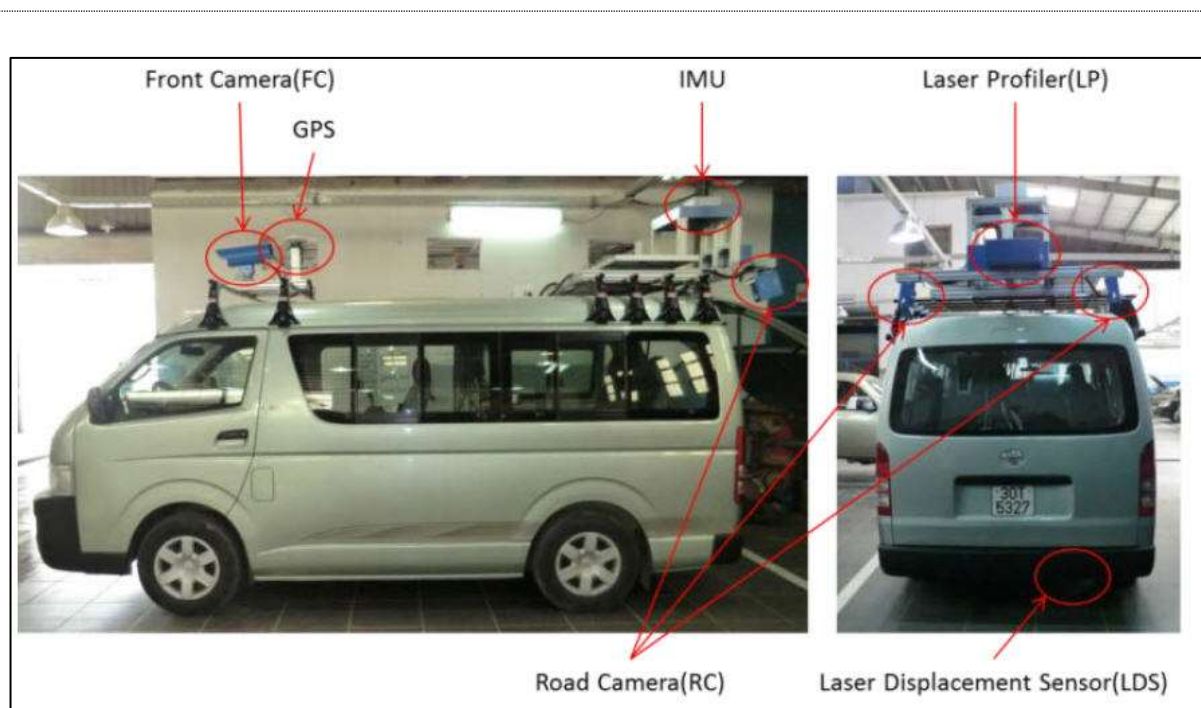 Front Camera(FC)
IMU
Laser Profiler(LP)
GPS
30T
5327
Road Camera(RC)
Laser Displacement Sensor(LDS)